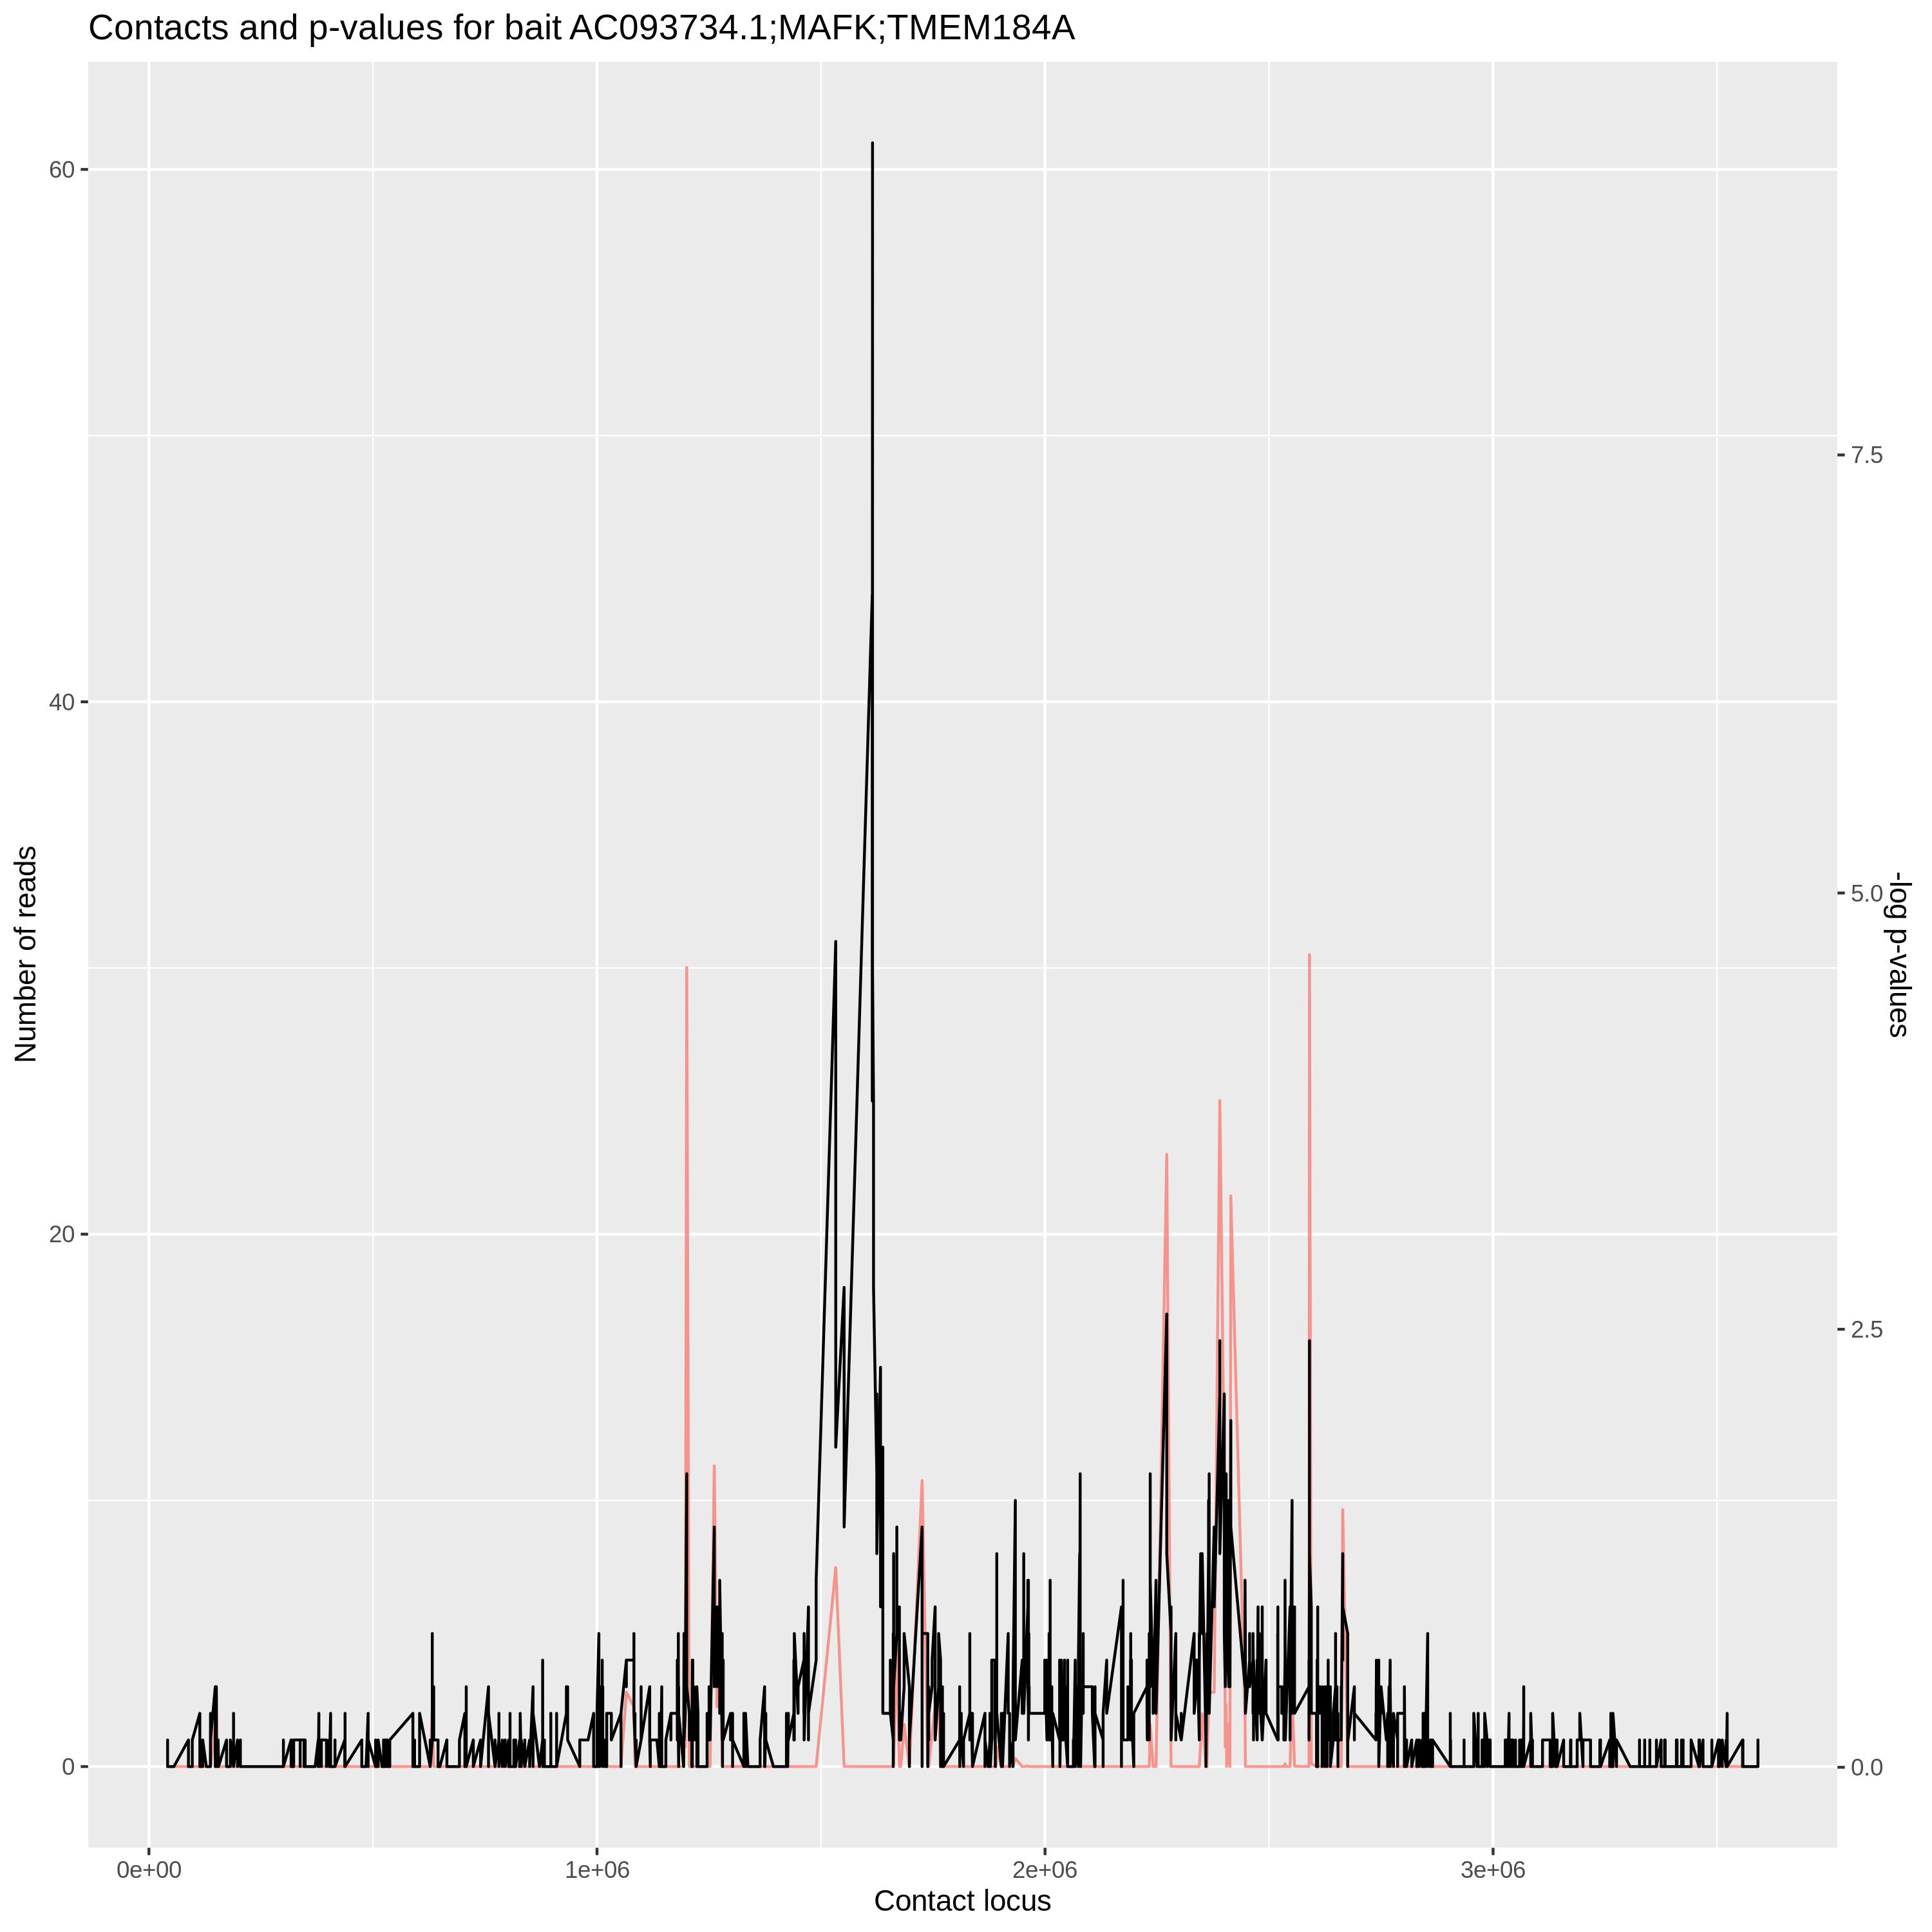 Contacts and p-values for bait AC093734.1;MAFK;TMEM184A
60
40
20
0
Number of reads
7.5
5.0
2.5
0.0
-log p-values
0e+00
1e+06
2e+06
3e+06
Contact locus